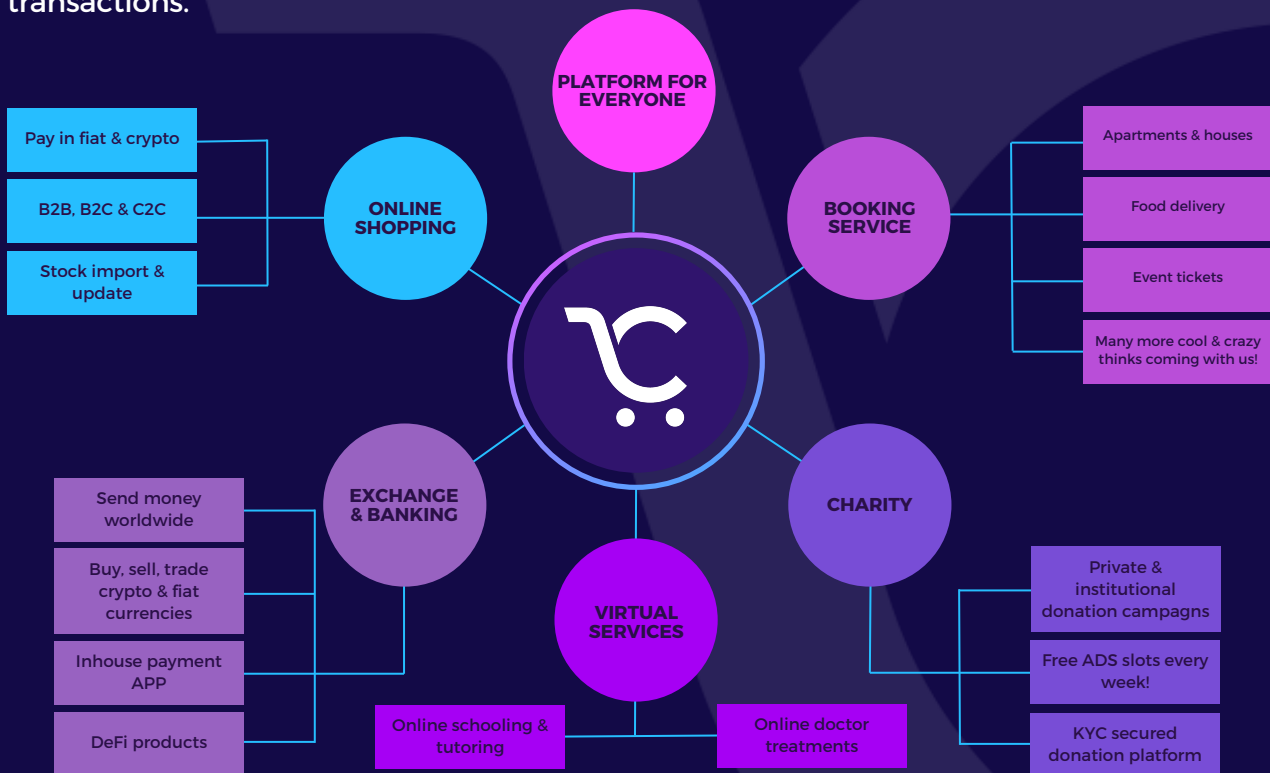 transactions.
PLATFORM FOR
EVERYONE
Pay in fiat & crypto
B2B, B2C & C2C
Stock import &
update
ONLINE
SHOPPING
BOOKING
SERVICE
Apartments & houses
Food delivery
Event tickets
Many more cool & crazy
thinks coming with us!
EXCHANGE
& BANKING
Send money
worldwide
Buy, sell, trade
crypto & fiat
currencies
Inhouse payment
APP
DeFi products
VIRTUAL
SERVICES
Online schooling &
tutoring
Online doctor
treatments
CHARITY
Private &
institutional
donation campagns
Free ADS slots every
week!
KYC secured
donation platform